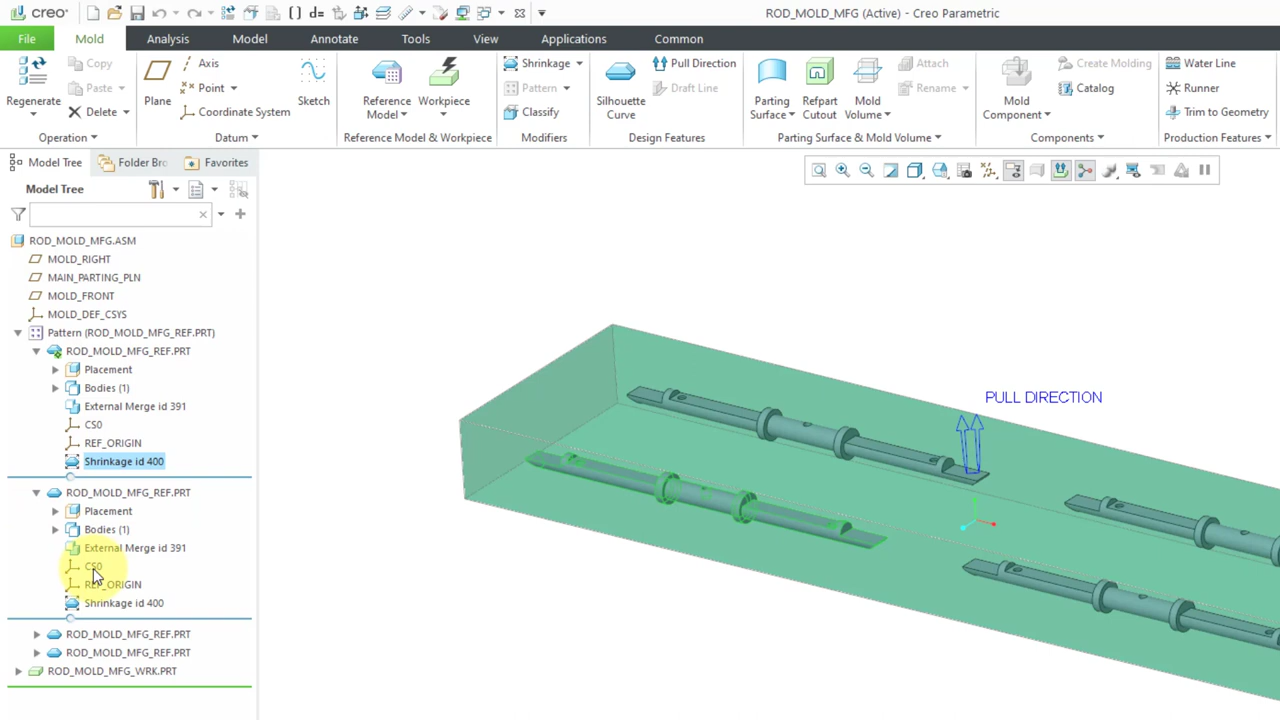 creo
ROD_MOLD_MFG (Active) - Creo Parametric
File Mold Analysis Model Annotate Tools View Applications Common
Regenerate
Copy
Paste
Delete
Operation
Plane
Axis
Point
Coordinate System
Sketch
Datum
Reference Model
Workpiece
Reference Model & Workpiece
Shrinkage
Pattern
Classify
Modifiers
Silhouette Curve
Pull Direction
Draft Line
Design Features
Parting Surface
Refpart Cutout
Mold Volume
Attach
Rename
Parting Surface & Mold Volume
Mold Component
Create Molding
Catalog
Components
Water Line
Runner
Trim to Geometry
Production Features
Model Tree Folder Bro Favorites
Model Tree
ROD_MOLD_MFG.ASM
MOLD_RIGHT
MAIN_PARTING_PLN
MOLD_FRONT
MOLD_DEF_CSYS
Pattern (ROD_MOLD_MFG_REF.PRT)
ROD_MOLD_MFG_REF.PRT
Placement
Bodies (1)
External Merge id 391
CS0
REF_ORIGIN
Shrinkage id 400
ROD_MOLD_MFG_REF.PRT
Placement
Bodies (1)
External Merge id 391
CS0
REF_ORIGIN
Shrinkage id 400
ROD_MOLD_MFG_REF.PRT
ROD_MOLD_MFG_REF.PRT
ROD_MOLD_MFG_WRK.PRT
PULL DIRECTION